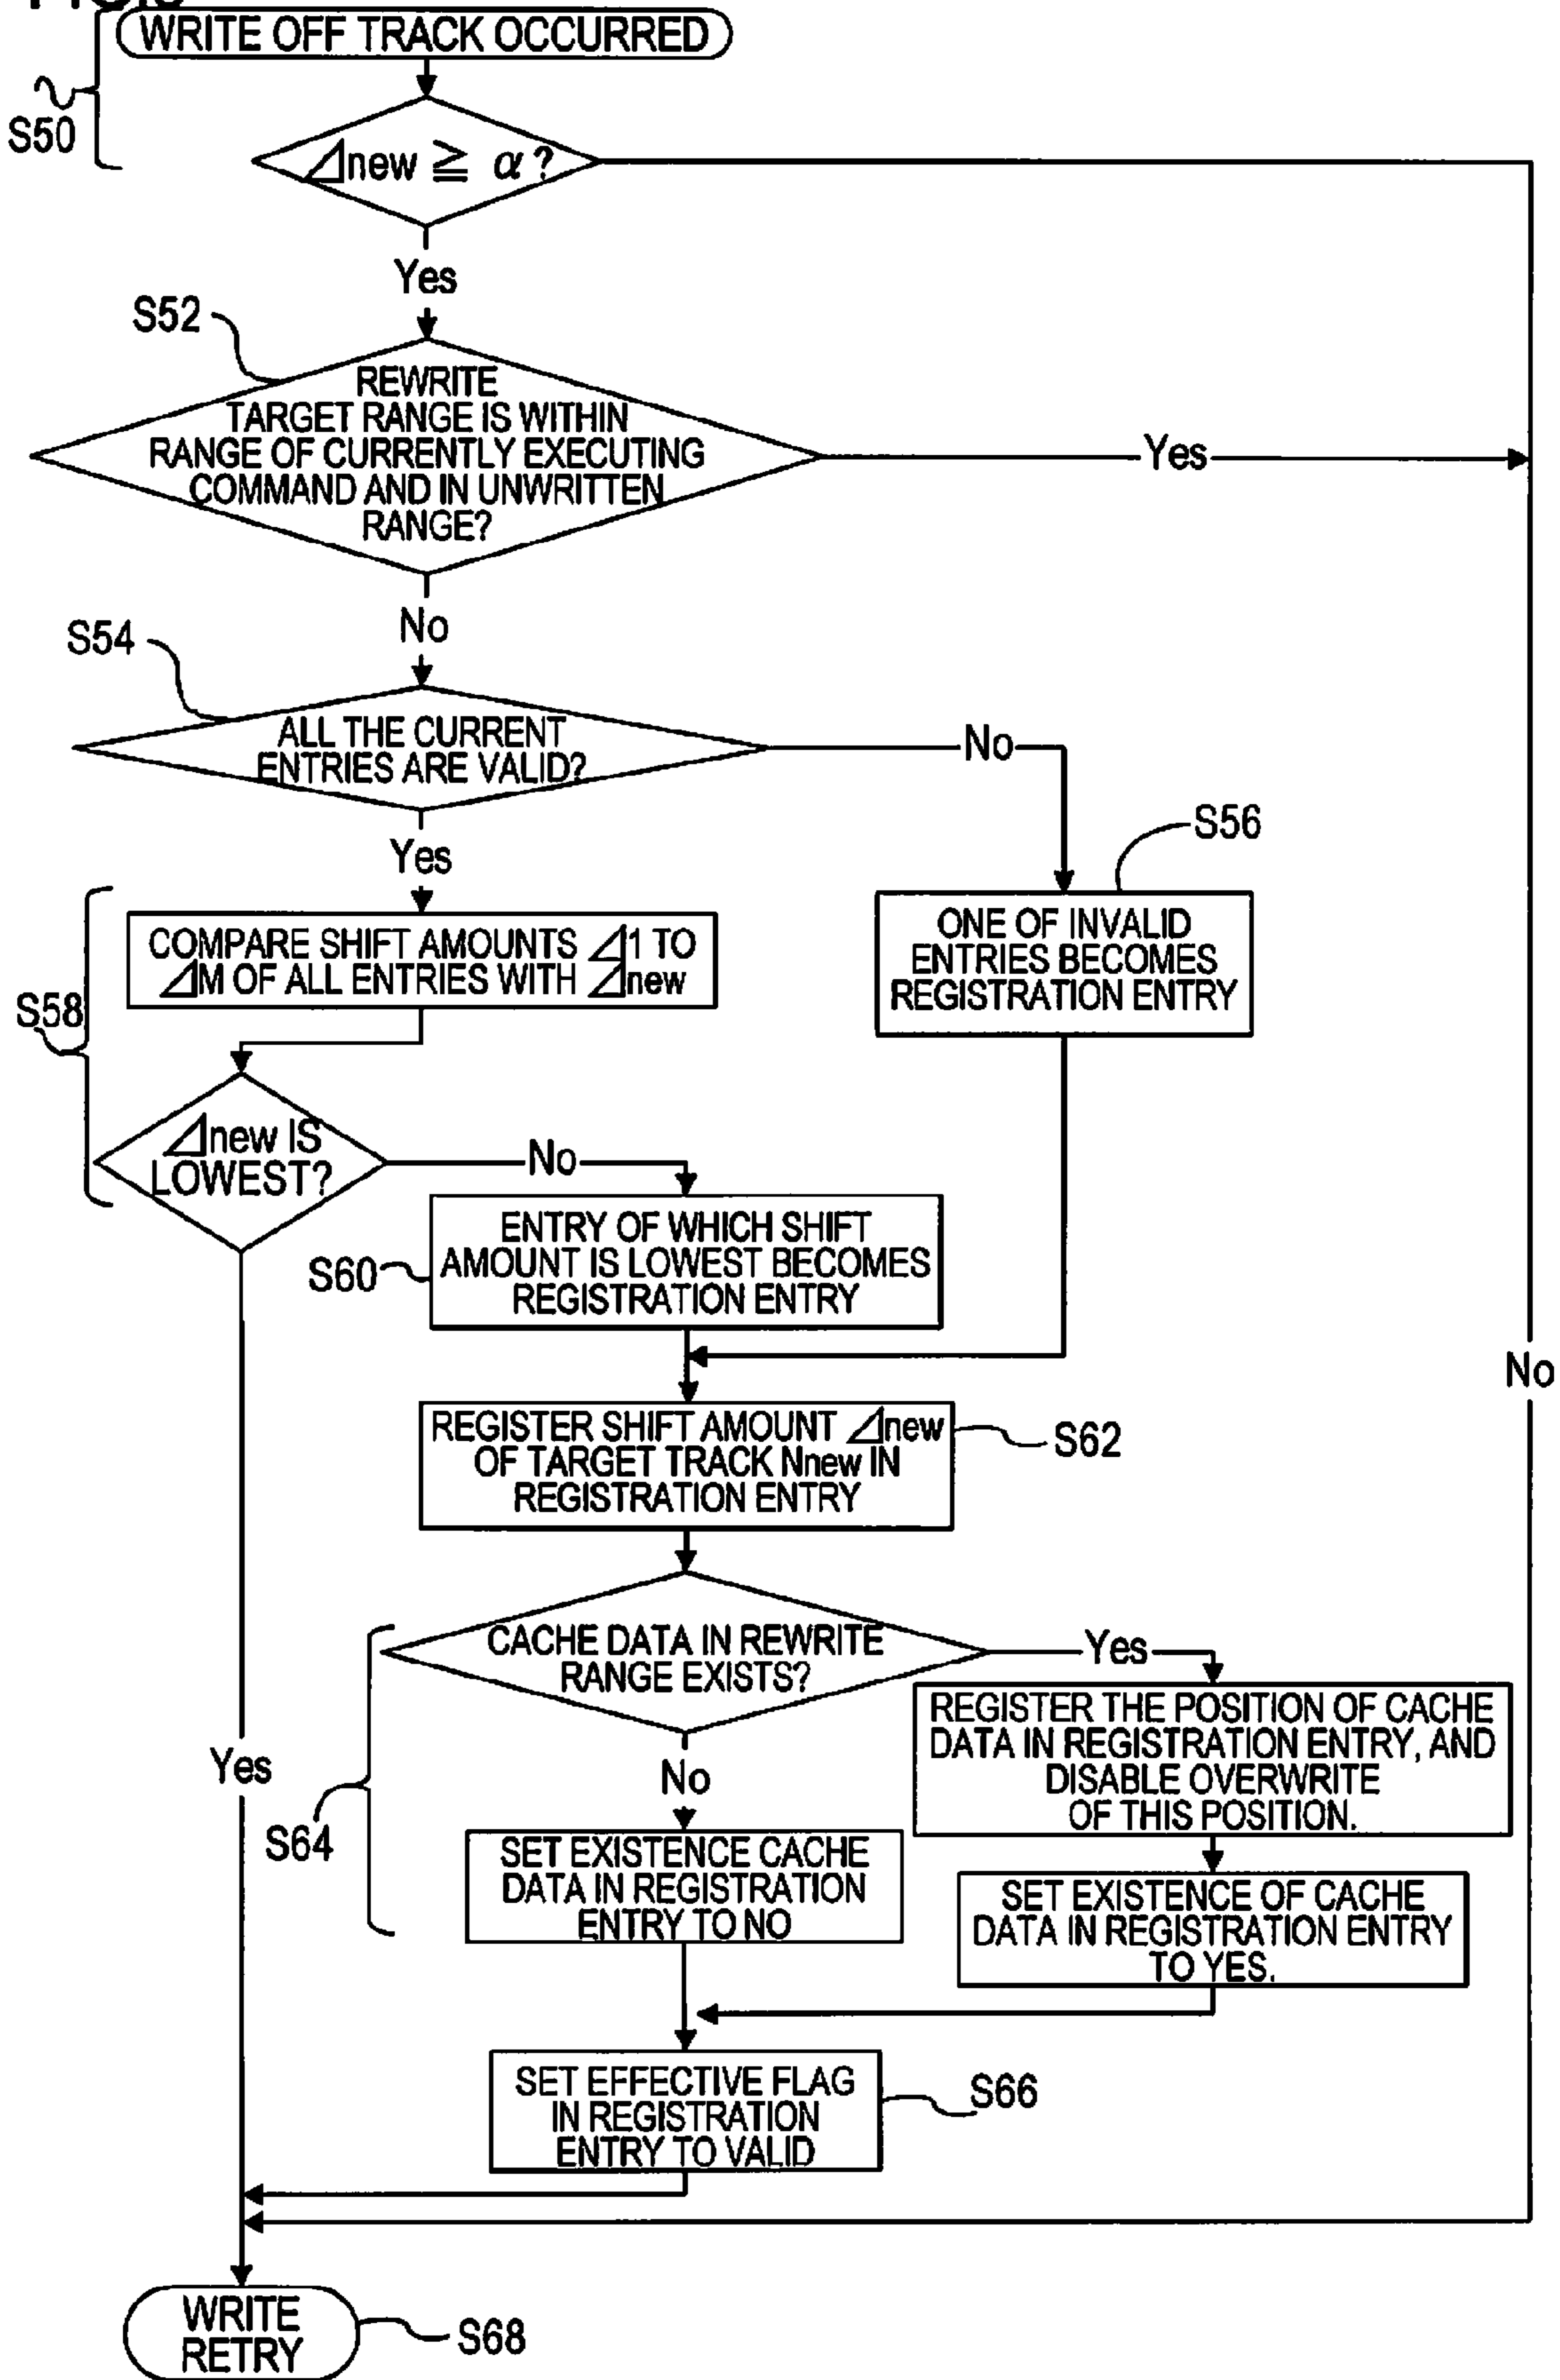 WRITE OFF TRACK OCCURRED
S50
⊿new ≧ α ?
Yes
S52
REWRITE
TARGET RANGE IS WITHIN
RANGE OF CURRENTLY EXECUTING
COMMAND AND IN UNWRITTEN
RANGE?
Yes
No
S54
ALL THE CURRENT
ENTRIES ARE VALID?
No
Yes
S56
ONE OF INVALID
ENTRIES BECOMES
REGISTRATION ENTRY
S58
COMPARE SHIFT AMOUNTS ⊿1 TO
⊿M OF ALL ENTRIES WITH ⊿new
⊿new IS
LOWEST?
No
S60
ENTRY OF WHICH SHIFT
AMOUNT IS LOWEST BECOMES
REGISTRATION ENTRY
No
REGISTER SHIFT AMOUNT ⊿new
OF TARGET TRACK Nnew IN
REGISTRATION ENTRY
S62
CACHE DATA IN REWRITE
RANGE EXISTS?
Yes
REGISTER THE POSITION OF CACHE
DATA IN REGISTRATION ENTRY, AND
DISABLE OVERWRITE
OF THIS POSITION.
Yes
No
S64
SET EXISTENCE CACHE
DATA IN REGISTRATION
ENTRY TO NO
SET EXISTENCE OF CACHE
DATA IN REGISTRATION ENTRY
TO YES.
SET EFFECTIVE FLAG
IN REGISTRATION
ENTRY TO VALID
S66
WRITE
RETRY
S68